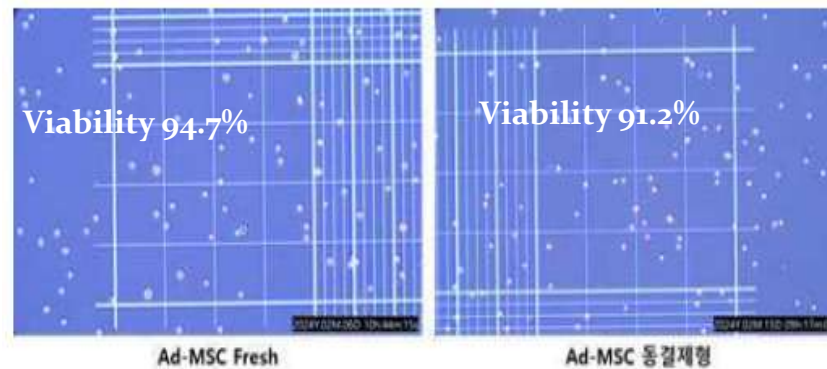 Viability 94.7%
Viability 91.2%
Ad-MSC Fresh
Ad-MSC 동결제형